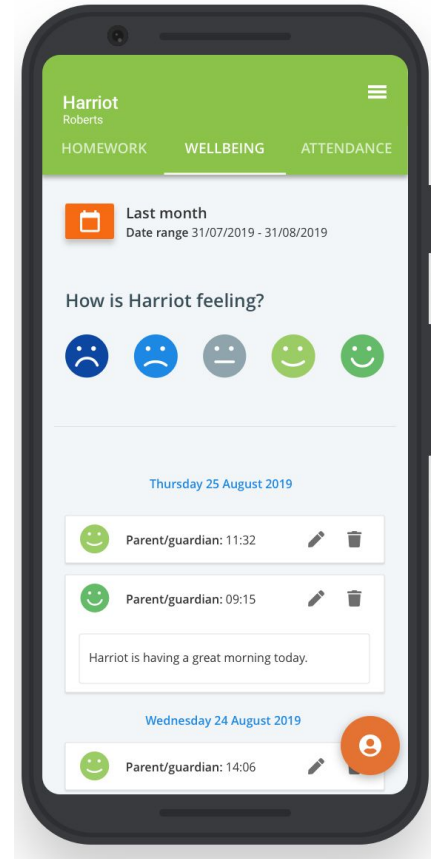 Harriot
Roberts
HOMEWORK WELLBEING ATTENDANCE
Last month
Date range 31/07/2019 - 31/08/2019
How is Harriot feeling?
Thursday 25 August 2019
Parent/guardian: 11:32
Parent/guardian: 09:15
Harriot is having a great morning today.
Wednesday 24 August 2019
Parent/guardian: 14:06